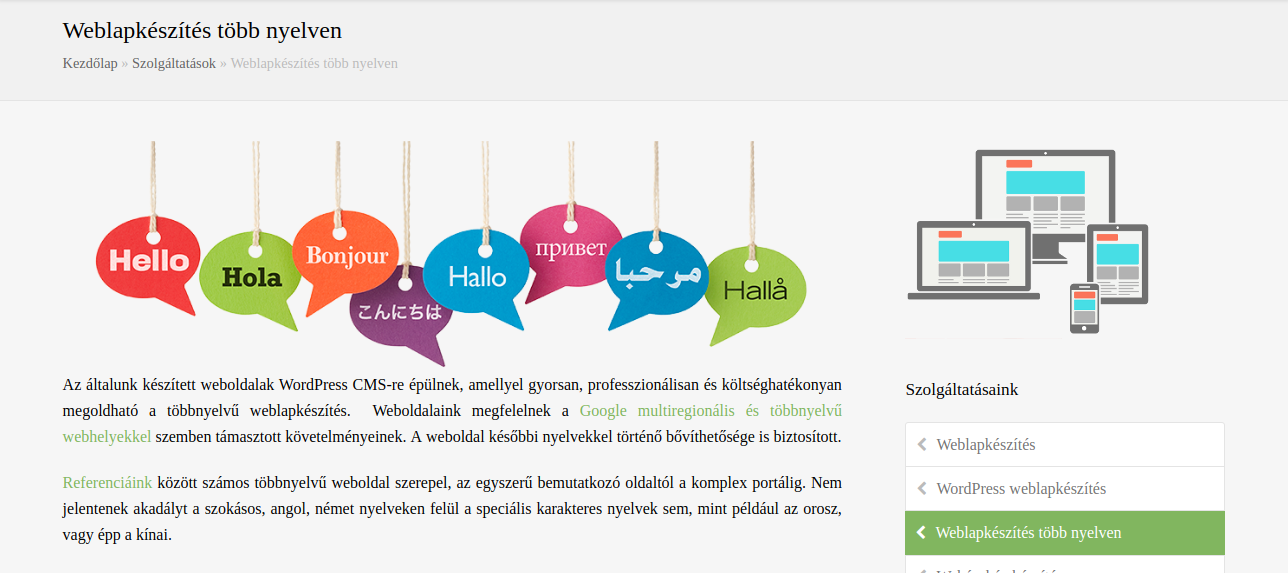 Weblapkészítés több nyelven
Kezdőlap » Szolgáltatások » Weblapkészítés több nyelven
Hello
Hola
Bonjour
こんにちは
Hallo
привет
مرحبا
Hallå
Az általunk készített weboldalak WordPress CMS-re épülnek, amellyel gyorsan, professzionálisan és költséghatékonyan
megoldható a többnyelvű weblapkészítés. Weboldalaink megfelelnek a Google multiregionális és többnyelvű
webhelyekkel szemben támasztott követelményeinek. A weboldal későbbi nyelvekkel történő bővíthetősége is biztosított.
Referenciáink között számos többnyelvű weboldal szerepel, az egyszerű bemutatkozó oldaltól a komplex portálig. Nem
jelentenek akadályt a szokásos, angol, német nyelveken felül a speciális karakteres nyelvek sem, mint például az orosz,
vagy épp a kínai.
Szolgáltatásaink
Weblapkészítés
WordPress weblapkészítés
Weblapkészítés több nyelven